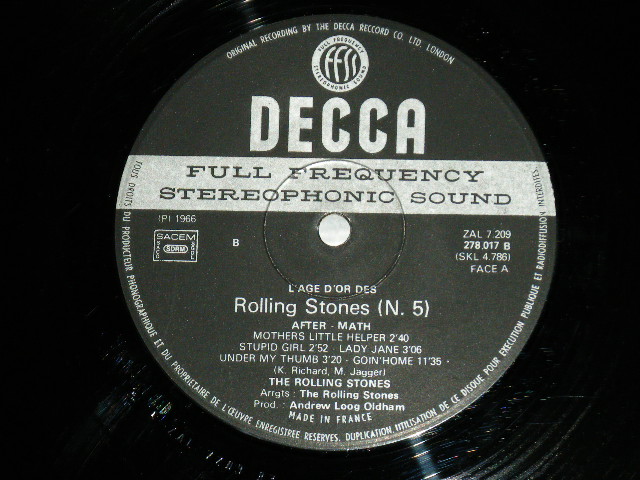 ORIGINAL RECORDING BY THE DECCA RECCORD CO. LTD. LONDON
FULL FREQUENCY
ffss
STEREOPHONIC SOUND
DECCA
FULL FREQUENCY
STEREOPHONIC SOUND
(P) 1966
ZAL 7.209
SACEM
SDRM
B
278.017 B
(SKL 4.786)
FACE A
L'AGE D'OR DES
Rolling Stones (N. 5)
AFTER - MATH
MOTHERS LITTLE HELPER 2'40
STUPID GIRL 2'52 - LADY JANE 3'06
UNDER MY THUMB 3'20 - GOIN'HOME 11'35 -
(K. Richard, M. Jagger)
THE ROLLING STONES
Arrgts : The Rolling Stones
Prod. : Andrew Loog Oldham
MADE IN FRANCE
TOUS DROITS DU PRODUCTEUR PHONOGRAPHIQUE ET DU PROPRIETAIRE DE L'ŒUVRE ENREGISTREE RESERVES. DUPLICATION, UTILISATION DE CE DISQUE POUR EXECUTION PUBLIQUE ET RADIODIFFUSION INTERDITES.